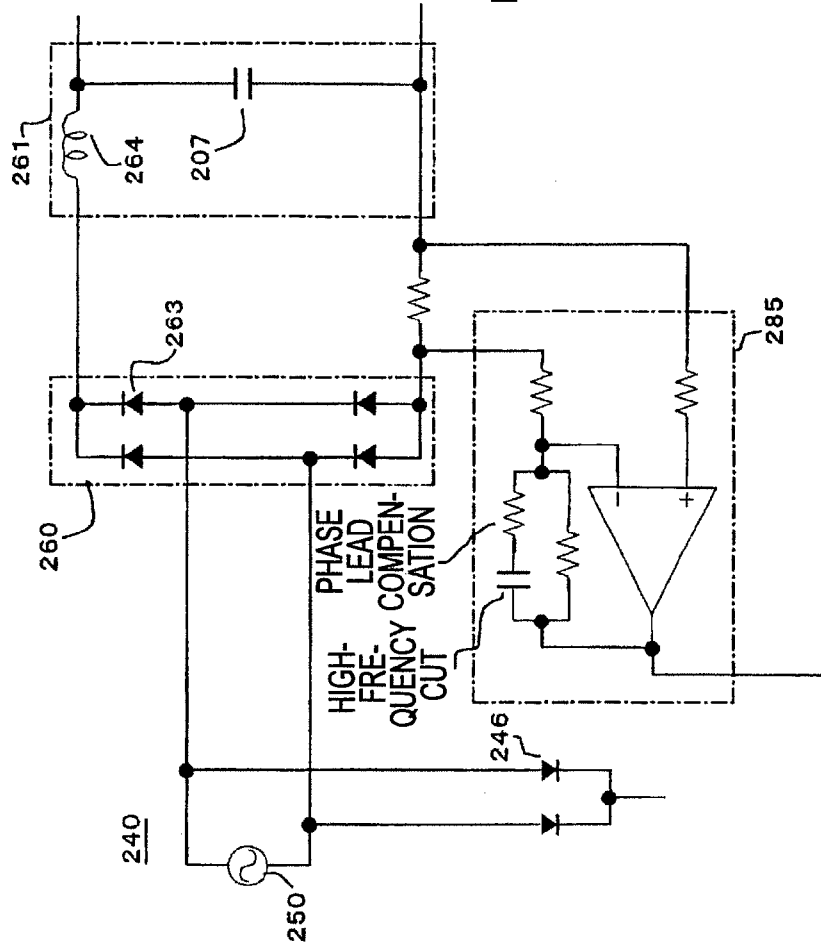 261
264
207
263
260
285
PHASE
LEAD
COMPEN-
SATION
HIGH-
FRE-
QUENCY
CUT
246
240
250